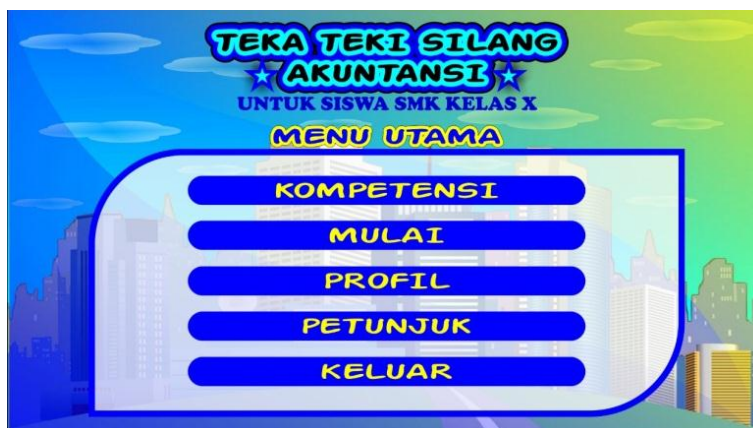 TEKA TEKI SILANG
AKUNTANSI
UNTUK SISWA SMK KELAS X
MENU UTAMA
KOMPETENSI
MULAI
PROFIL
PETUNJUK
KELUAR